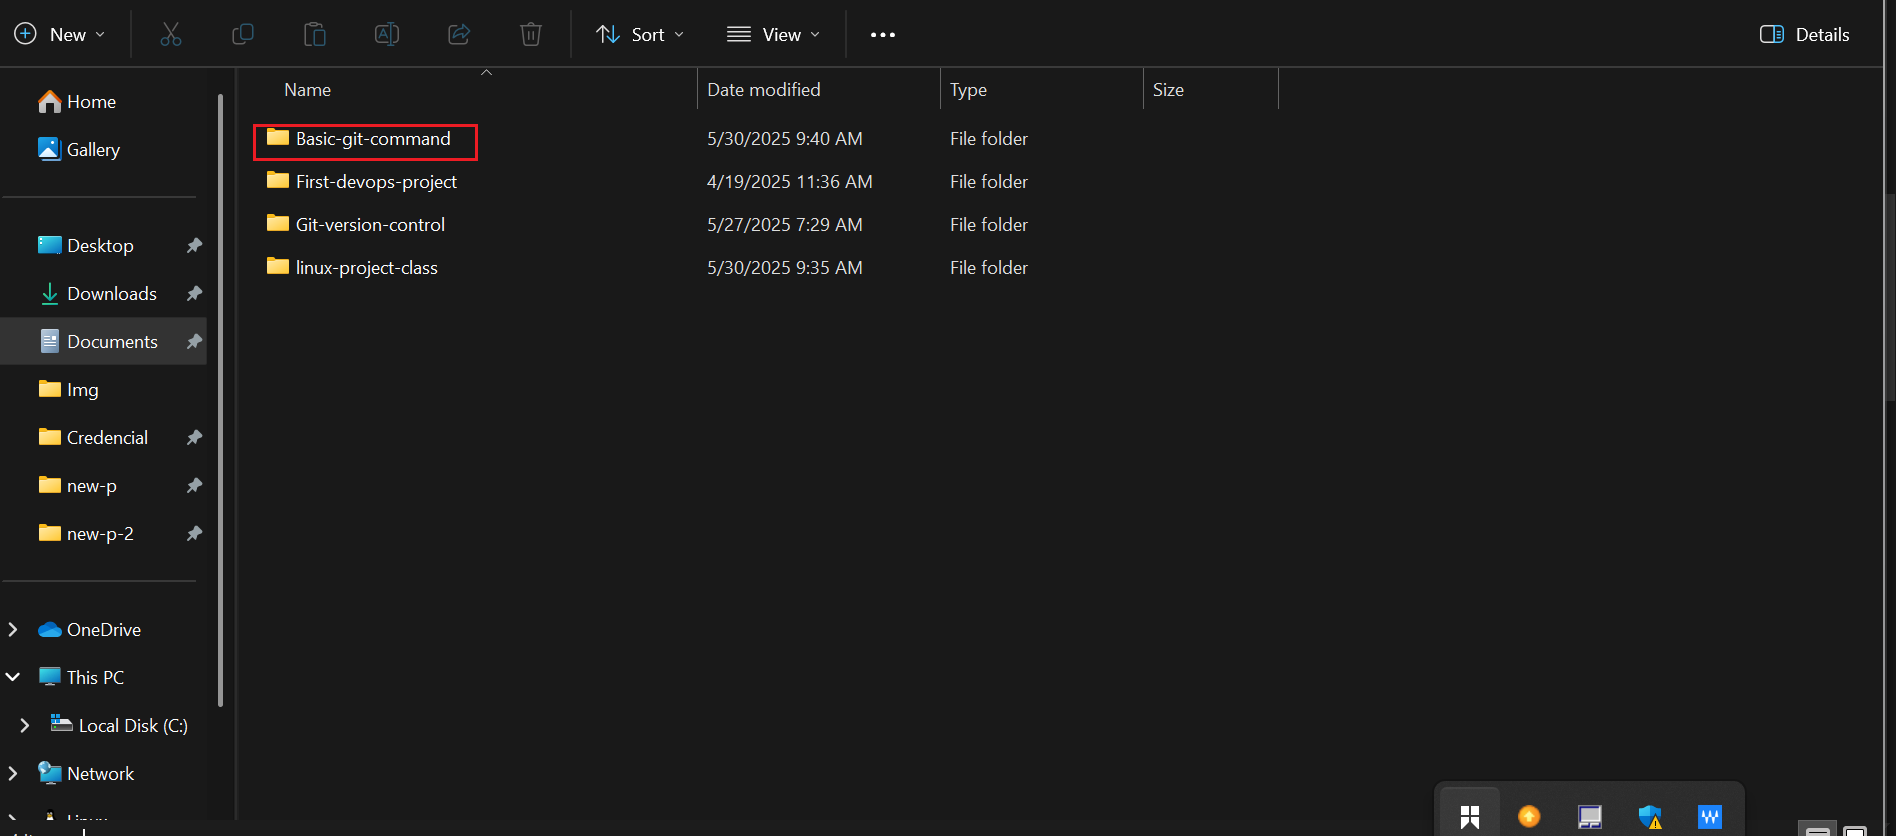 New Sort View Details
Name Date modified Type Size
Basic-git-command 5/30/2025 9:40 AM File folder
First-devops-project 4/19/2025 11:36 AM File folder
Git-version-control 5/27/2025 7:29 AM File folder
linux-project-class 5/30/2025 9:35 AM File folder
Home
Gallery
Desktop
Downloads
Documents
Img
Credencial
new-p
new-p-2
OneDrive
This PC
Local Disk (C:)
Network
Linux